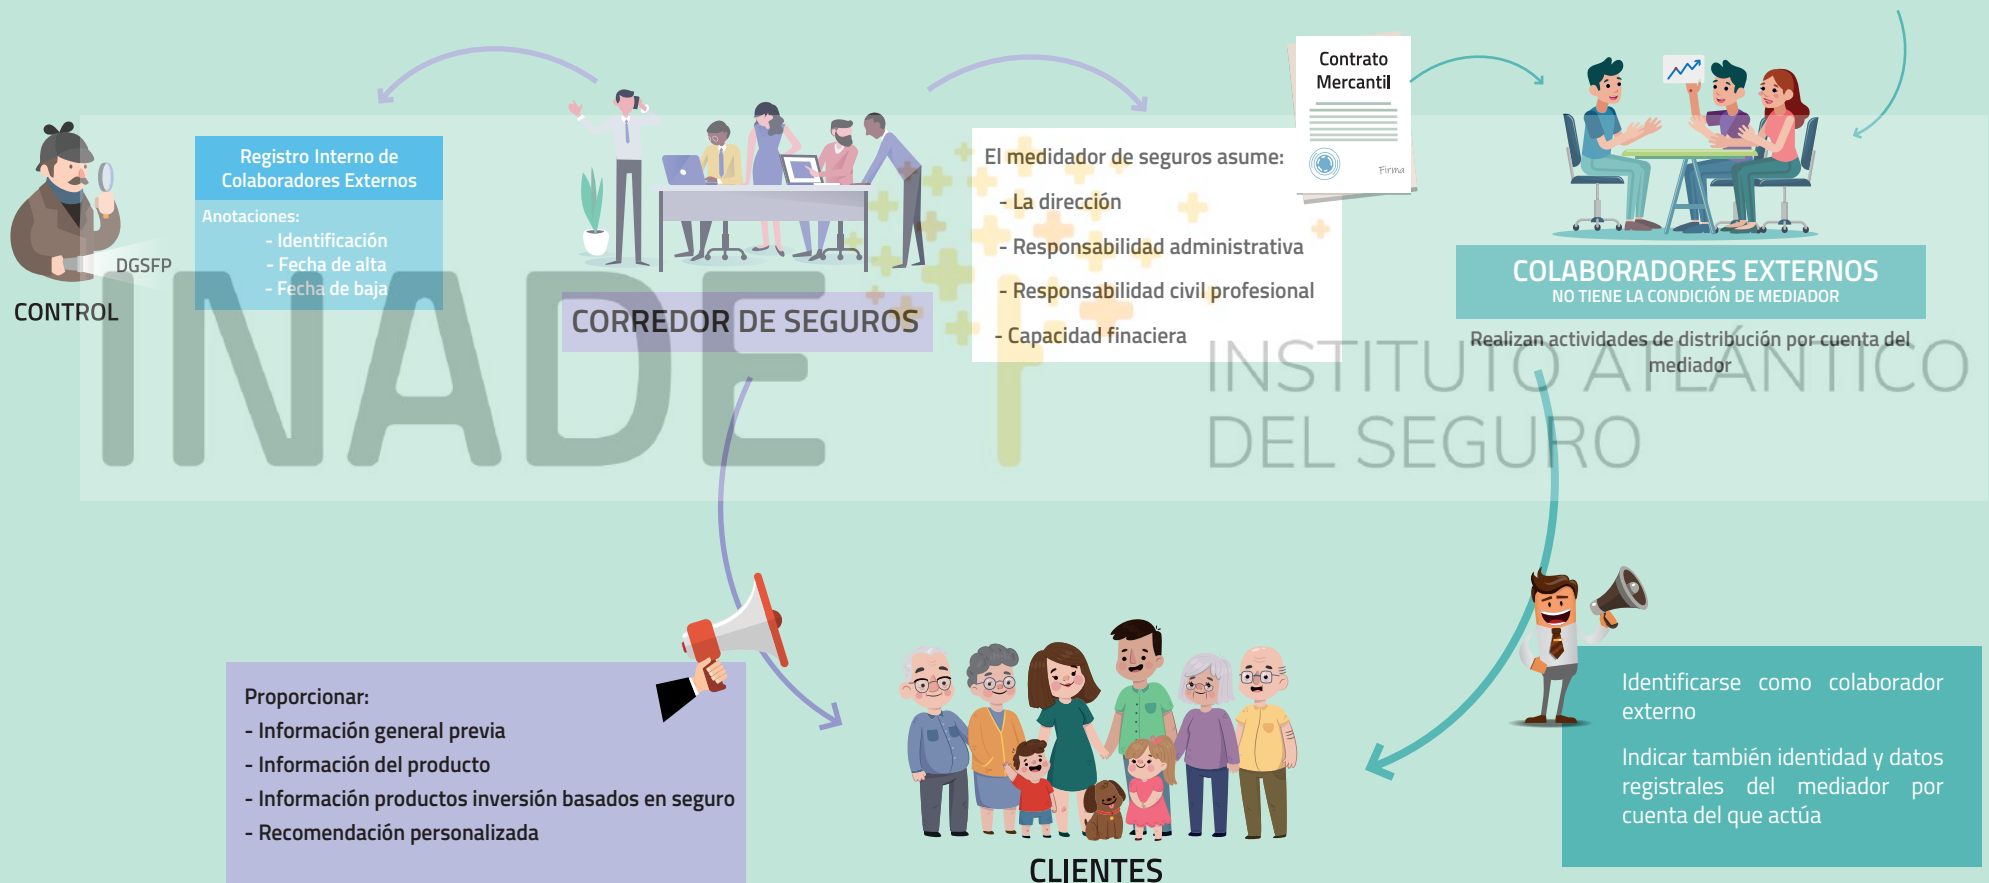 Contrato
Mercantil
Firma
Registro Interno de
Colaboradores Externos
Anotaciones:
- Identificación
- Fecha de alta
- Fecha de baja
DGSFP
CONTROL
CORREDOR DE SEGUROS
El medidador de seguros asume:
- La dirección
- Responsabilidad administrativa
- Responsabilidad civil profesional
- Capacidad finaciera
COLABORADORES EXTERNOS
NO TIENE LA CONDICIÓN DE MEDIADOR
Realizan actividades de distribución por cuenta del
mediador
INADE
INSTITUTO ATLÁNTICO
DEL SEGURO
Proporcionar:
- Información general previa
- Información del producto
- Información productos inversión basados en seguro
- Recomendación personalizada
CLIENTES
Identificarse como colaborador
externo
Indicar también identidad y datos
registrales del mediador por
cuenta del que actúa